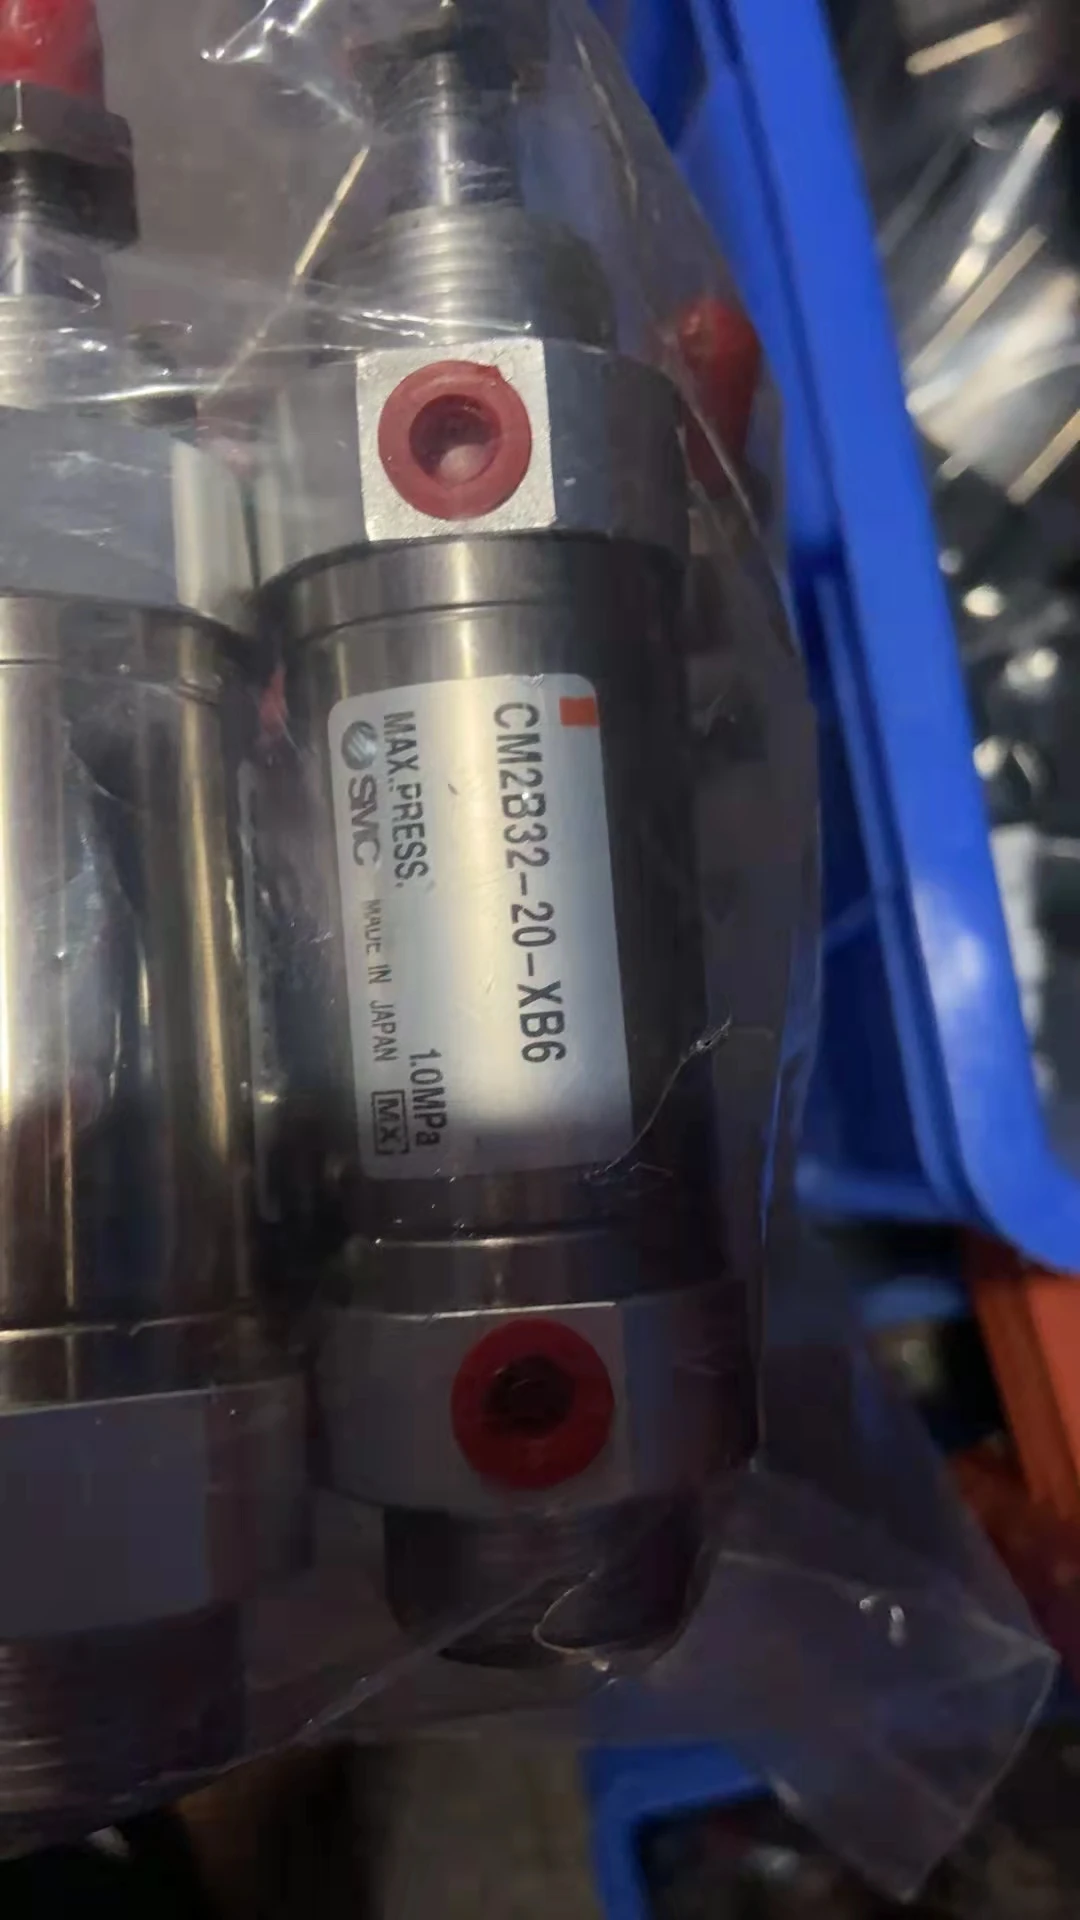 CM2B32-20-XB6
MAX.PRESS. 1.0MPa
SMC MADE IN JAPAN MX